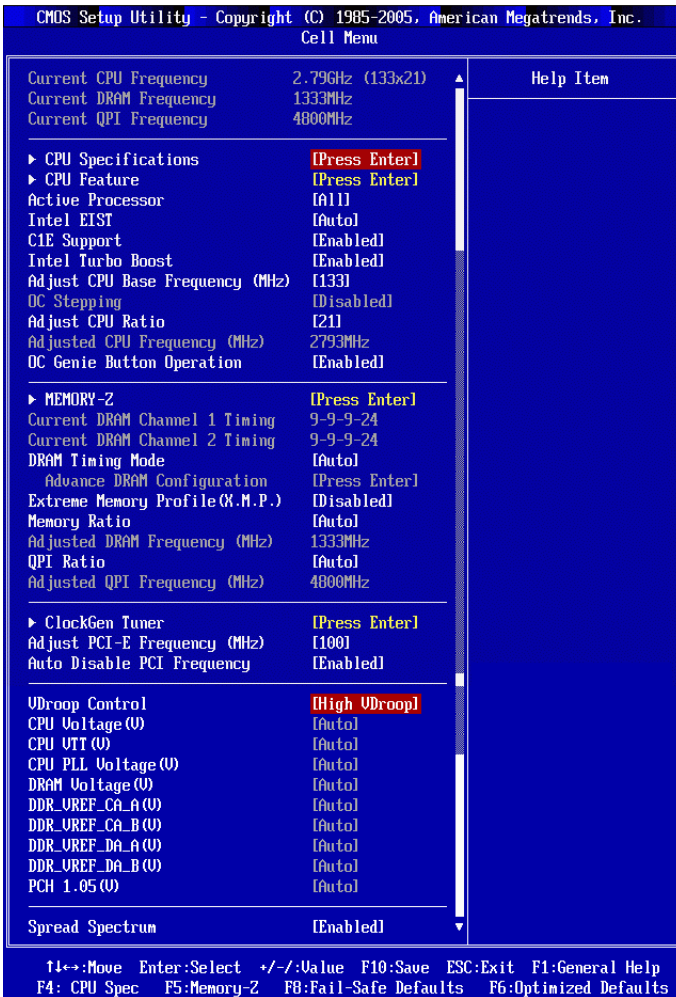 CMOS Setup Utility - Copyright (C) 1985-2005, American Megatrends, Inc.
Cell Menu
Help Item
Current CPU Frequency 2.79GHz (133x21)
Current DRAM Frequency 1333MHz
Current QPI Frequency 4800MHz
▶ CPU Specifications [Press Enter]
▶ CPU Feature [Press Enter]
Active Processor [All]
Intel EIST [Auto]
C1E Support [Enabled]
Intel Turbo Boost [Enabled]
Adjust CPU Base Frequency (MHz) [133]
OC Stepping [Disabled]
Adjust CPU Ratio [21]
Adjusted CPU Frequency (MHz) 2793MHz
OC Genie Button Operation [Enabled]
▶ MEMORY-Z [Press Enter]
Current DRAM Channel 1 Timing 9-9-9-24
Current DRAM Channel 2 Timing 9-9-9-24
DRAM Timing Mode [Auto]
Advance DRAM Configuration [Press Enter]
Extreme Memory Profile(X.M.P.) [Disabled]
Memory Ratio [Auto]
Adjusted DRAM Frequency (MHz) 1333MHz
QPI Ratio [Auto]
Adjusted QPI Frequency (MHz) 4800MHz
▶ ClockGen Tuner [Press Enter]
Adjust PCI-E Frequency (MHz) [100]
Auto Disable PCI Frequency [Enabled]
VDroop Control [High VDroop]
CPU Voltage(V) [Auto]
CPU VTT(V) [Auto]
CPU PLL Voltage(V) [Auto]
DRAM Voltage(V) [Auto]
DDR_VREF_CA_A(V) [Auto]
DDR_VREF_CA_B(V) [Auto]
DDR_VREF_DA_A(V) [Auto]
DDR_VREF_DA_B(V) [Auto]
PCH 1.05(V) [Auto]
Spread Spectrum [Enabled]
↑↓←→:Move Enter:Select +/-/:Value F10:Save ESC:Exit F1:General Help
F4: CPU Spec F5:Memory-Z F8:Fail-Safe Defaults F6:Optimized Defaults